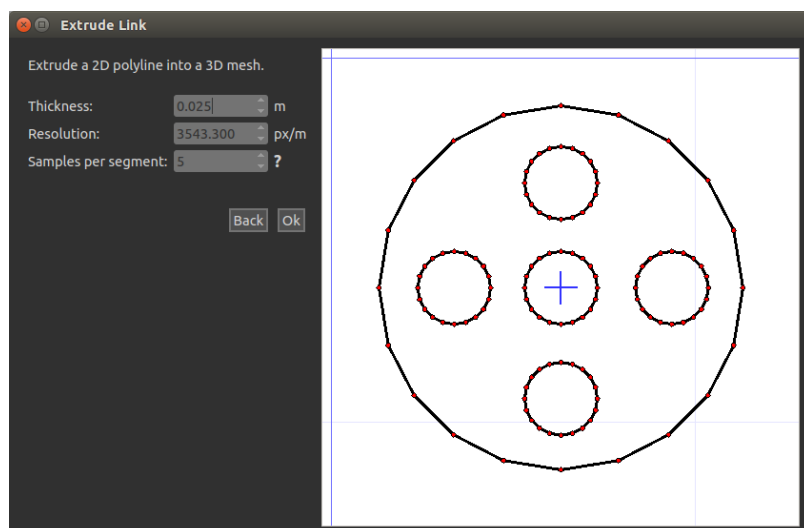 Extrude Link
Extrude a 2D polyline into a 3D mesh.
Thickness: 0.025 m
Resolution: 3543.300 px/m
Samples per segment: 5 ?
Back Ok